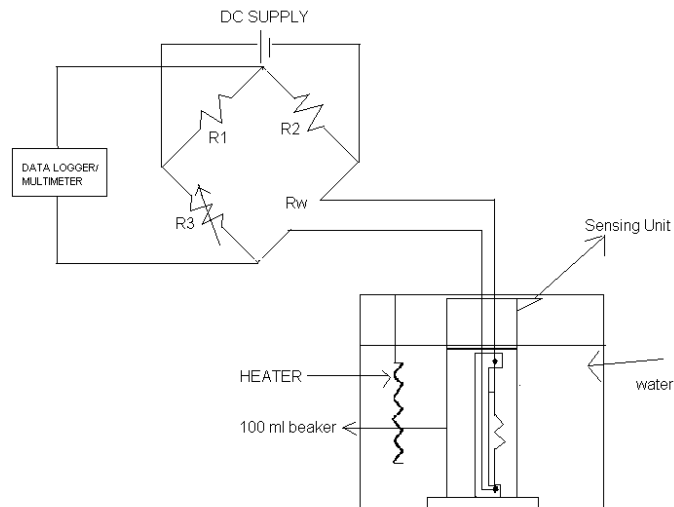 DC SUPPLY
R1
R2
DATA LOGGER/
MULTIMETER
R3
Rw
Sensing Unit
HEATER
water
100 ml beaker